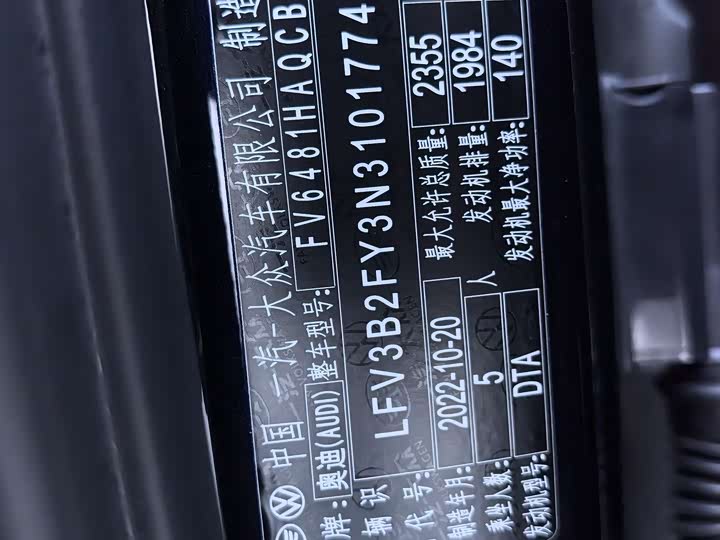 中国 一汽-大众汽车有限公司 制造
牌: 奥迪(AUDI) 整车型号: FV6481HAQCB
辆 识
代 号: LFV3B2FY3N3101774
制造年月: 2022-10-20 最大允许总质量: 2355
乘坐人数: 5 人 发动机排量: 1984
发动机型号: DTA 发动机最大净功率: 140